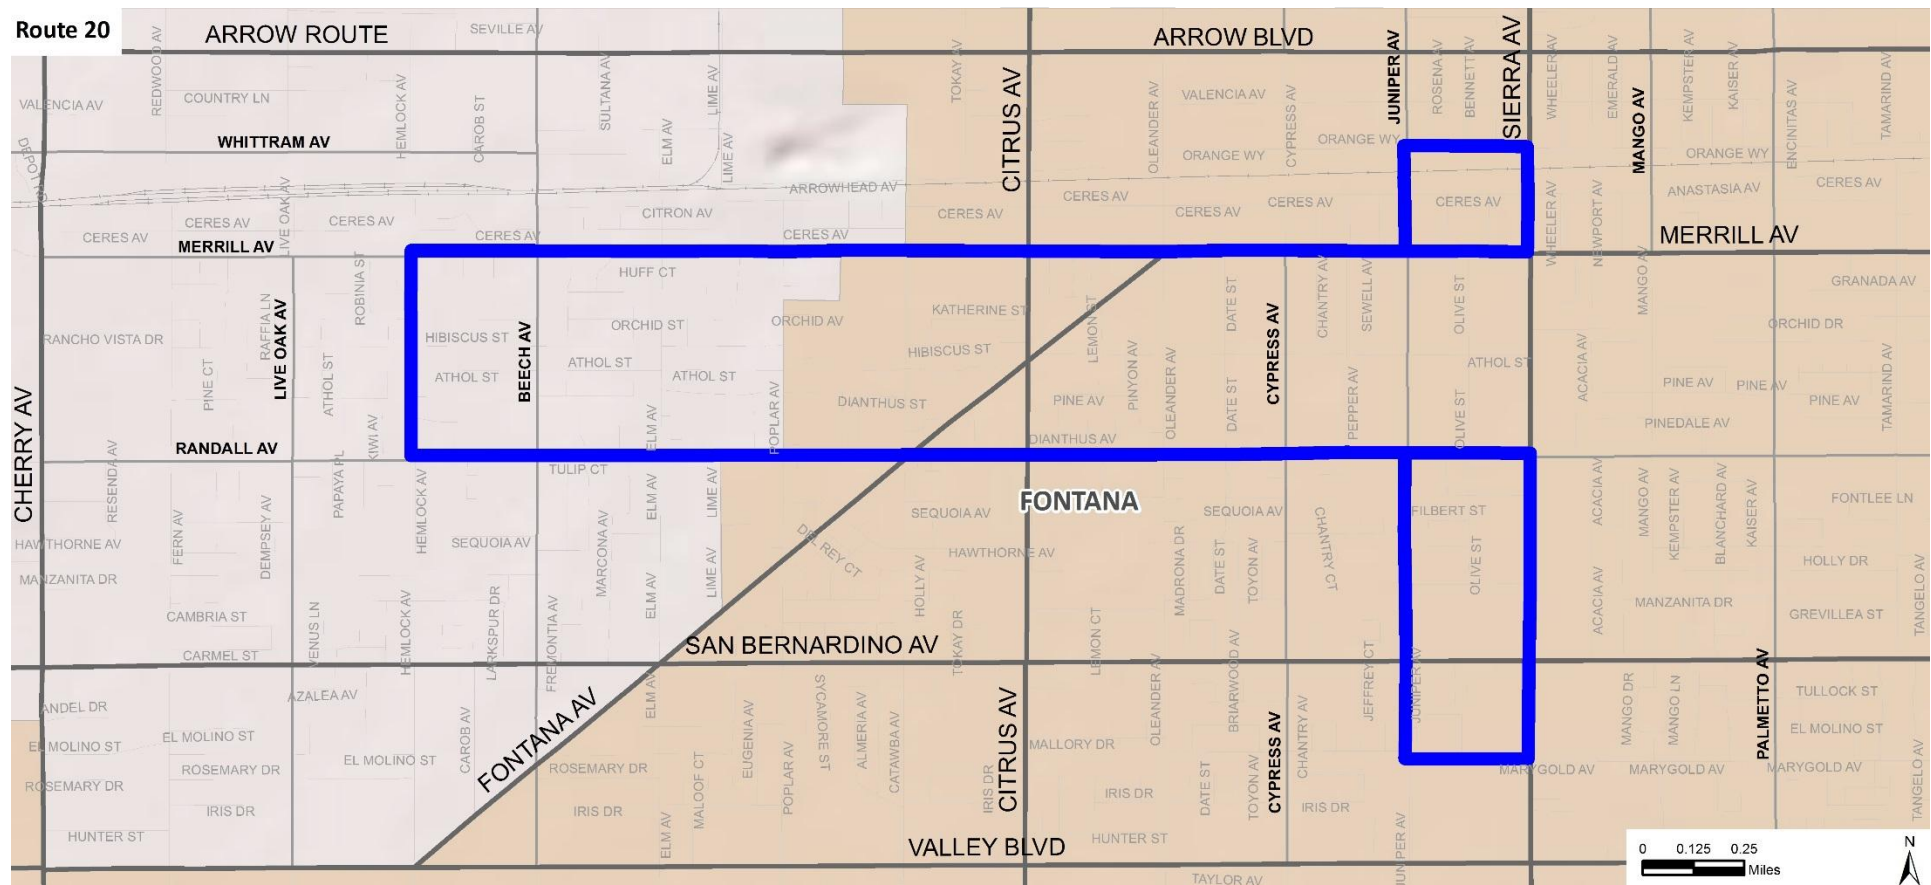 Route 20
ARROW ROUTE
SEVILLE AV
ARROW BLVD
REDWOOD AV
TOKAY AV
CITRUS AV
JUNIPER AV
ROSENA AV
BENNETT AV
SIERRA AV
WHEELER AV
EMERALD AV
KEMPSTER AV
KAISER AV
TAMARIND AV
VALENCIA AV
COUNTRY LN
HEMLOCK AV
CAROB ST
SULTANA AV
LIME AV
ELM AV
LIME AV
OLEANDER AV
VALENCIA AV
CYPRESS AV
MANGO AV
ENCINITAS AV
WHITTRAM AV
ORANGE WY
ORANGE WY
ORANGE WY
ARROWHEAD AV
CERES AV
CERES AV
CERES AV
ANASTASIA AV
CERES AV
LIVE OAK AV
CERES AV
CERES AV
CERES AV
CITRON AV
CERES AV
CERES AV
CERES AV
CERES AV
WHEELER AV
NEWPORT AV
MERRILL AV
MERRILL AV
HUFF CT
ROBINIA ST
RAFFIA LN
LIVE OAK AV
RANCHO VISTA DR
PINE CT
ATHOL ST
KIWI AV
HIBISCUS ST
ATHOL ST
BEECH AV
ORCHID ST
ATHOL ST
ATHOL ST
ELM AV
POPLAR AV
ORCHID AV
KATHERINE ST
HIBISCUS ST
DIANTHUS ST
LEMON ST
PINE AV
PINYON AV
OLEANDER AV
DIANTHUS AV
DATE ST
DATE ST
CYPRESS AV
CHANTRY AV
SEWELL AV
PEPPER AV
OLIVE ST
OLIVE ST
ATHOL ST
ACACIA AV
MANGO AV
GRANADA AV
ORCHID DR
PINE AV
PINE AV
PINE AV
PINEDALE AV
TAMARIND AV
CHERRY AV
RANDALL AV
TULIP CT
RESENDA AV
PAPAYA PL
FERN AV
DEMPSEY AV
HEMLOCK AV
SEQUOIA AV
MARCONA AV
ELM AV
LIME AV
ELM AV
LIME AV
FONTANA
SEQUOIA AV
DEL REY CT
HAWTHORNE AV
HOLLY AV
SEQUOIA AV
MADRONA DR
DATE ST
TOYON AV
CHANTRY CT
FILBERT ST
OLIVE ST
ACACIA AV
ACACIA AV
MANGO AV
KEMPSTER AV
BLANCHARD AV
KAISER AV
FONTLEE LN
HOLLY DR
MANZANITA DR
GREVILLEA ST
TANGELO AV
HAWTHORNE AV
MANZANITA DR
CAMBRIA ST
CARMEL ST
VENUS LN
HEMLOCK AV
LARKSPUR DR
FREMONTIA AV
SAN BERNARDINO AV
TOKAY DR
LEMON CT
OLEANDER AV
BRIARWOOD AV
JEFFREY CT
JUNIPER AV
AZALEA AV
EL MOLINO ST
EL MOLINO ST
EL MOLINO ST
ROSEMARY DR
ROSEMARY DR
IRIS DR
HUNTER ST
CAROB AV
FONTANA AV
ELM AV
ROSEMARY DR
IRIS DR
ELM AV
MALOOF CT
EUGENIA AV
POPLAR AV
SYCAMORE ST
ALMERIA AV
CATAWBA AV
IRIS DR
CITRUS AV
MALLORY DR
IRIS DR
HUNTER ST
DATE ST
TOYON AV
CYPRESS AV
CHANTRY AV
IRIS DR
JUNIPER AV
MARYGOLD AV
MARYGOLD AV
MARYGOLD AV
MANGO DR
MANGO LN
PALMETTO AV
TULLOCK ST
EL MOLINO ST
TANGELO AV
VALLEY BLVD
TAYLOR AV
0 0.125 0.25
Miles
N